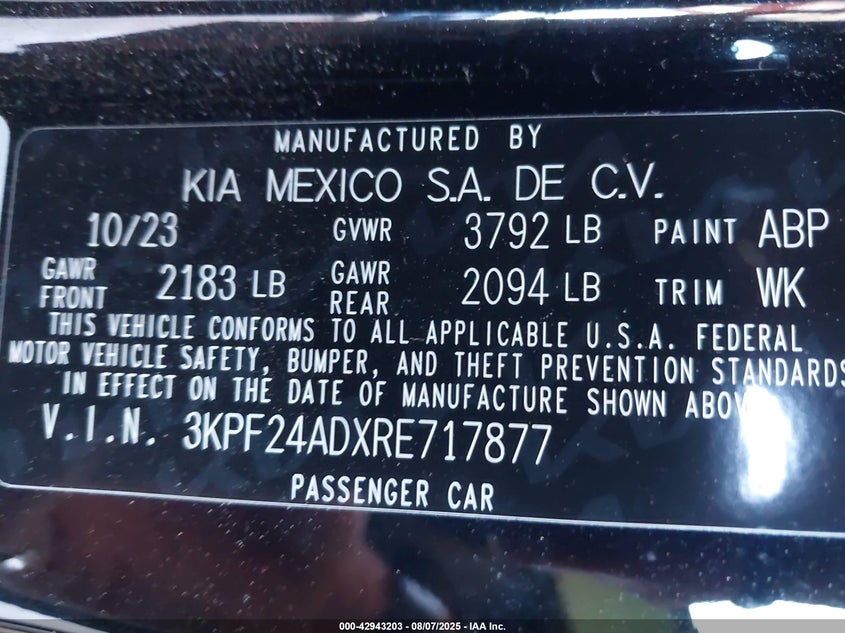 MANUFACTURED BY
KIA MEXICO S.A. DE C.V.
10/23 GVWR 3792 LB PAINT ABP
GAWR FRONT 2183 LB GAWR REAR 2094 LB TRIM WK
THIS VEHICLE CONFORMS TO ALL APPLICABLE U.S.A. FEDERAL
MOTOR VEHICLE SAFETY, BUMPER, AND THEFT PREVENTION STANDARDS
IN EFFECT ON THE DATE OF MANUFACTURE SHOWN ABOVE
V.I.N. 3KPF24ADXRE717877
PASSENGER CAR
000-42943203 - 08/07/2025 - IAA Inc.